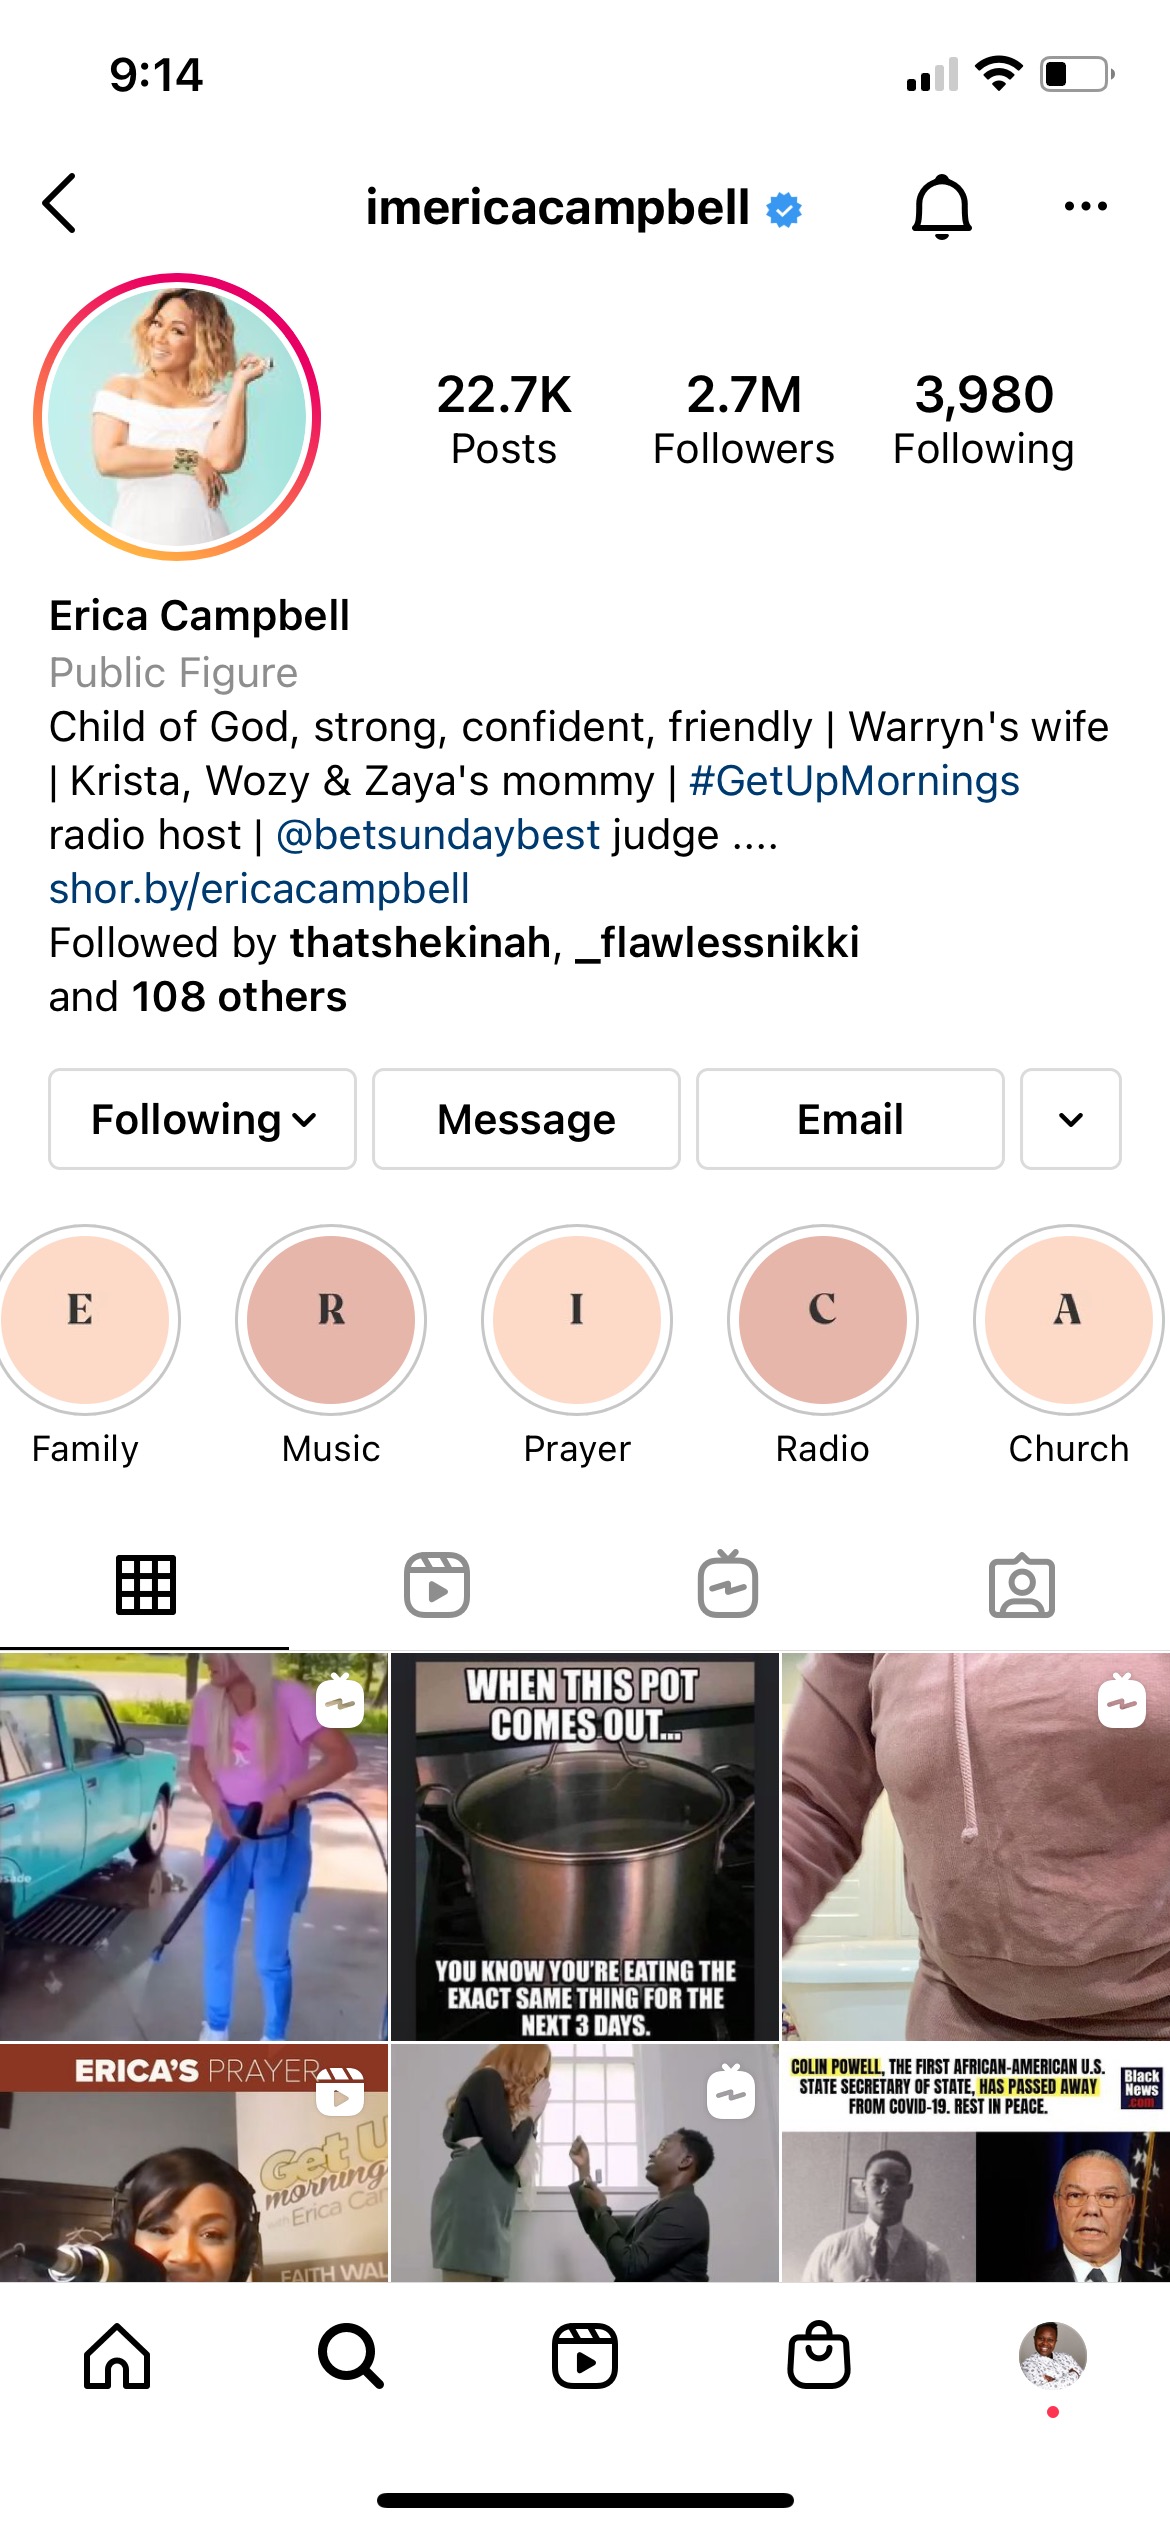 9:14
imericacampbell
22.7K
Posts
2.7M
Followers
3,980
Following
Erica Campbell
Public Figure
Child of God, strong, confident, friendly | Warryn's wife
| Krista, Wozy & Zaya's mommy | #GetUpMornings
radio host | @betsundaybest judge ....
shor.by/ericacampbell
Followed by thatshekinah, _flawlessnikki
and 108 others
Following
Message
Email
E
R
I
C
A
Family
Music
Prayer
Radio
Church
WHEN THIS POT
COMES OUT...
YOU KNOW YOU'RE EATING THE
EXACT SAME THING FOR THE
NEXT 3 DAYS.
ERICA'S PRAYER
Get U
morning
with Erica Ca
FAITH WAL
COLIN POWELL, THE FIRST AFRICAN-AMERICAN U.S.
STATE SECRETARY OF STATE, HAS PASSED AWAY
FROM COVID-19. REST IN PEACE.
Black
News
.com